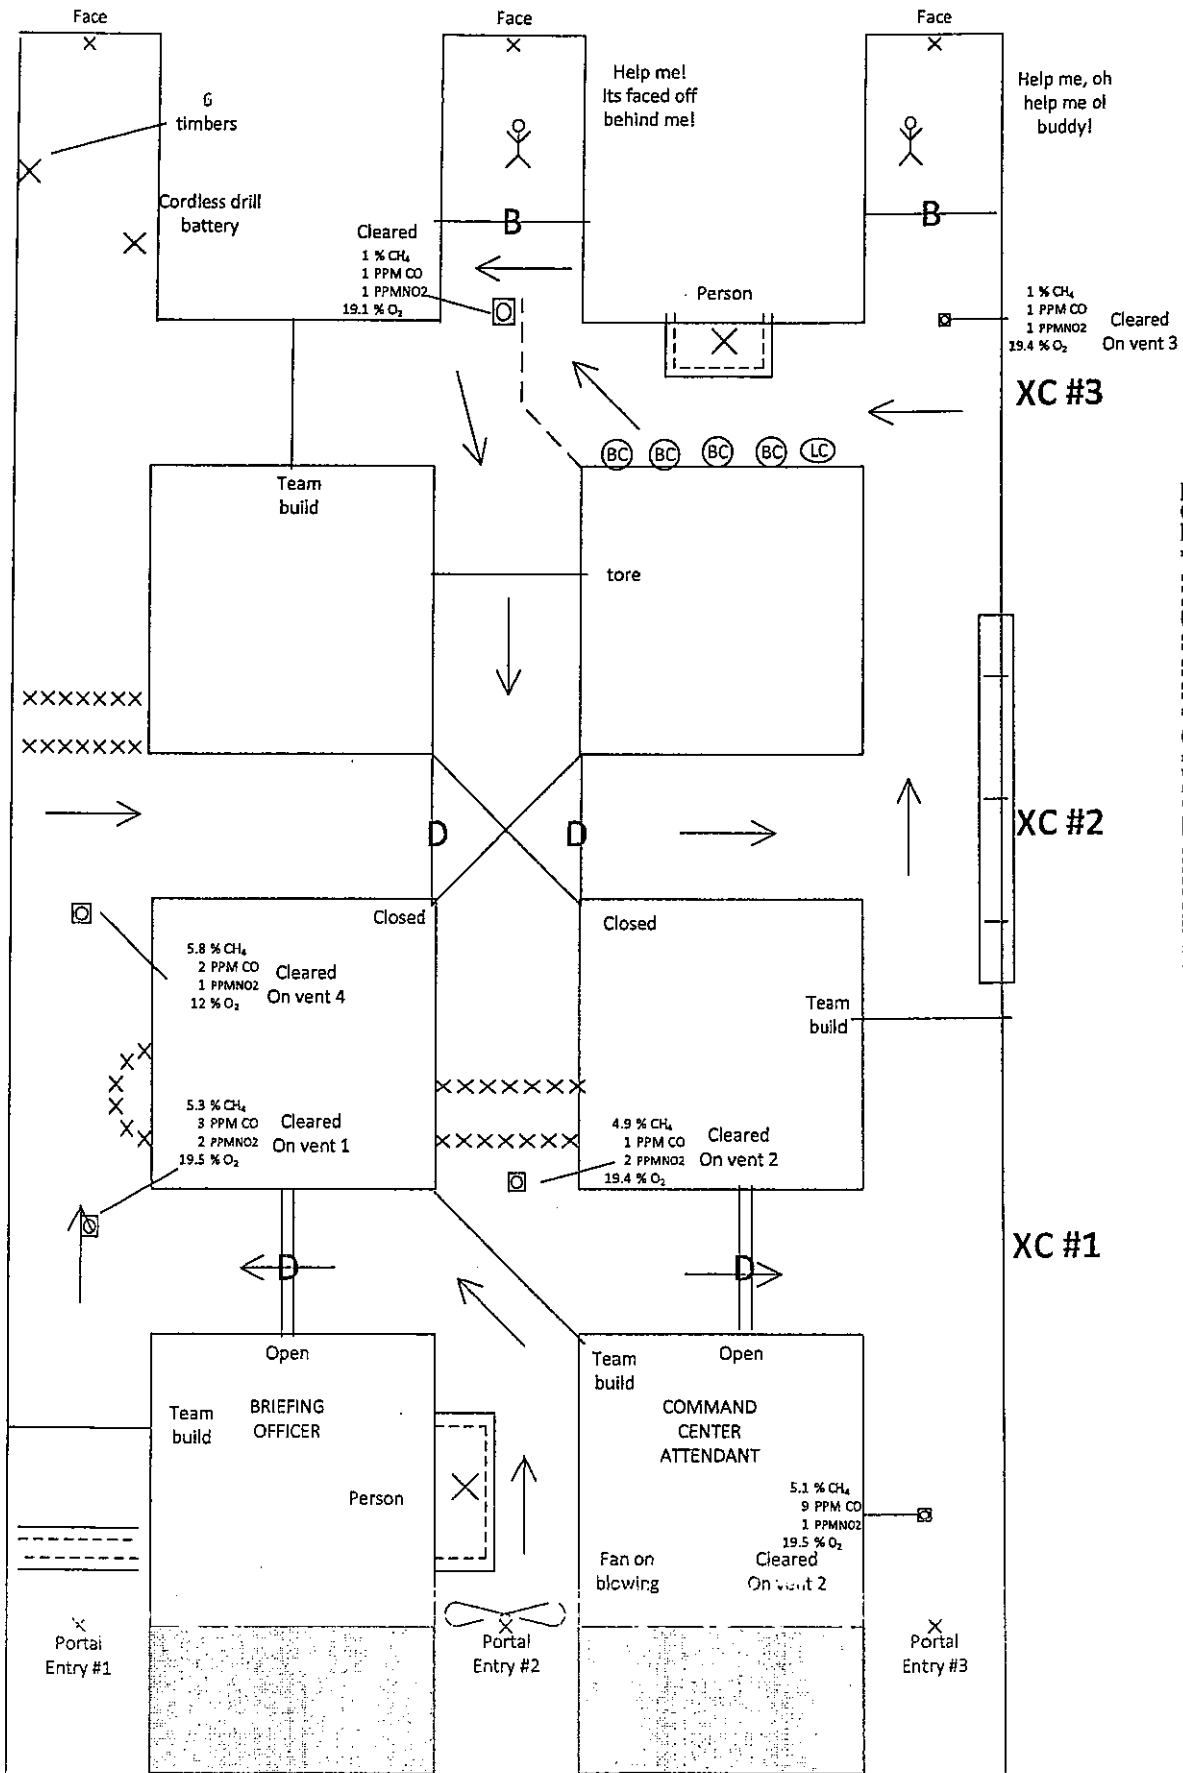 Face
Face
Face
6
timbers
Help me!
Its faced off
behind me!
Help me, oh
help me ol
buddy!
Cordless drill
battery
B
B
Cleared
1 % CH₄
1 PPM CO
1 PPMNO2
19.1 % O₂
Person
1 % CH₄
1 PPM CO
1 PPMNO2
19.4 % O₂
Cleared
On vent 3
XC #3
BC
BC
BC
BC
LC
Team
build
tore
D
D
XC #2
Closed
Closed
5.8 % CH₄
2 PPM CO
1 PPMNO2
12 % O₂
Cleared
On vent 4
Team
build
5.3 % CH₄
3 PPM CO
2 PPMNO2
19.5 % O₂
Cleared
On vent 1
4.9 % CH₄
1 PPM CO
2 PPMNO2
19.4 % O₂
Cleared
On vent 2
XC #1
D
D
Open
Team
build
Open
Team
build
BRIEFING
OFFICER
COMMAND
CENTER
ATTENDANT
Person
5.1 % CH₄
9 PPM CO
1 PPMNO2
19.5 % O₂
Fan on
blowing
Cleared
On vent 2
Portal
Entry #1
Portal
Entry #2
Portal
Entry #3